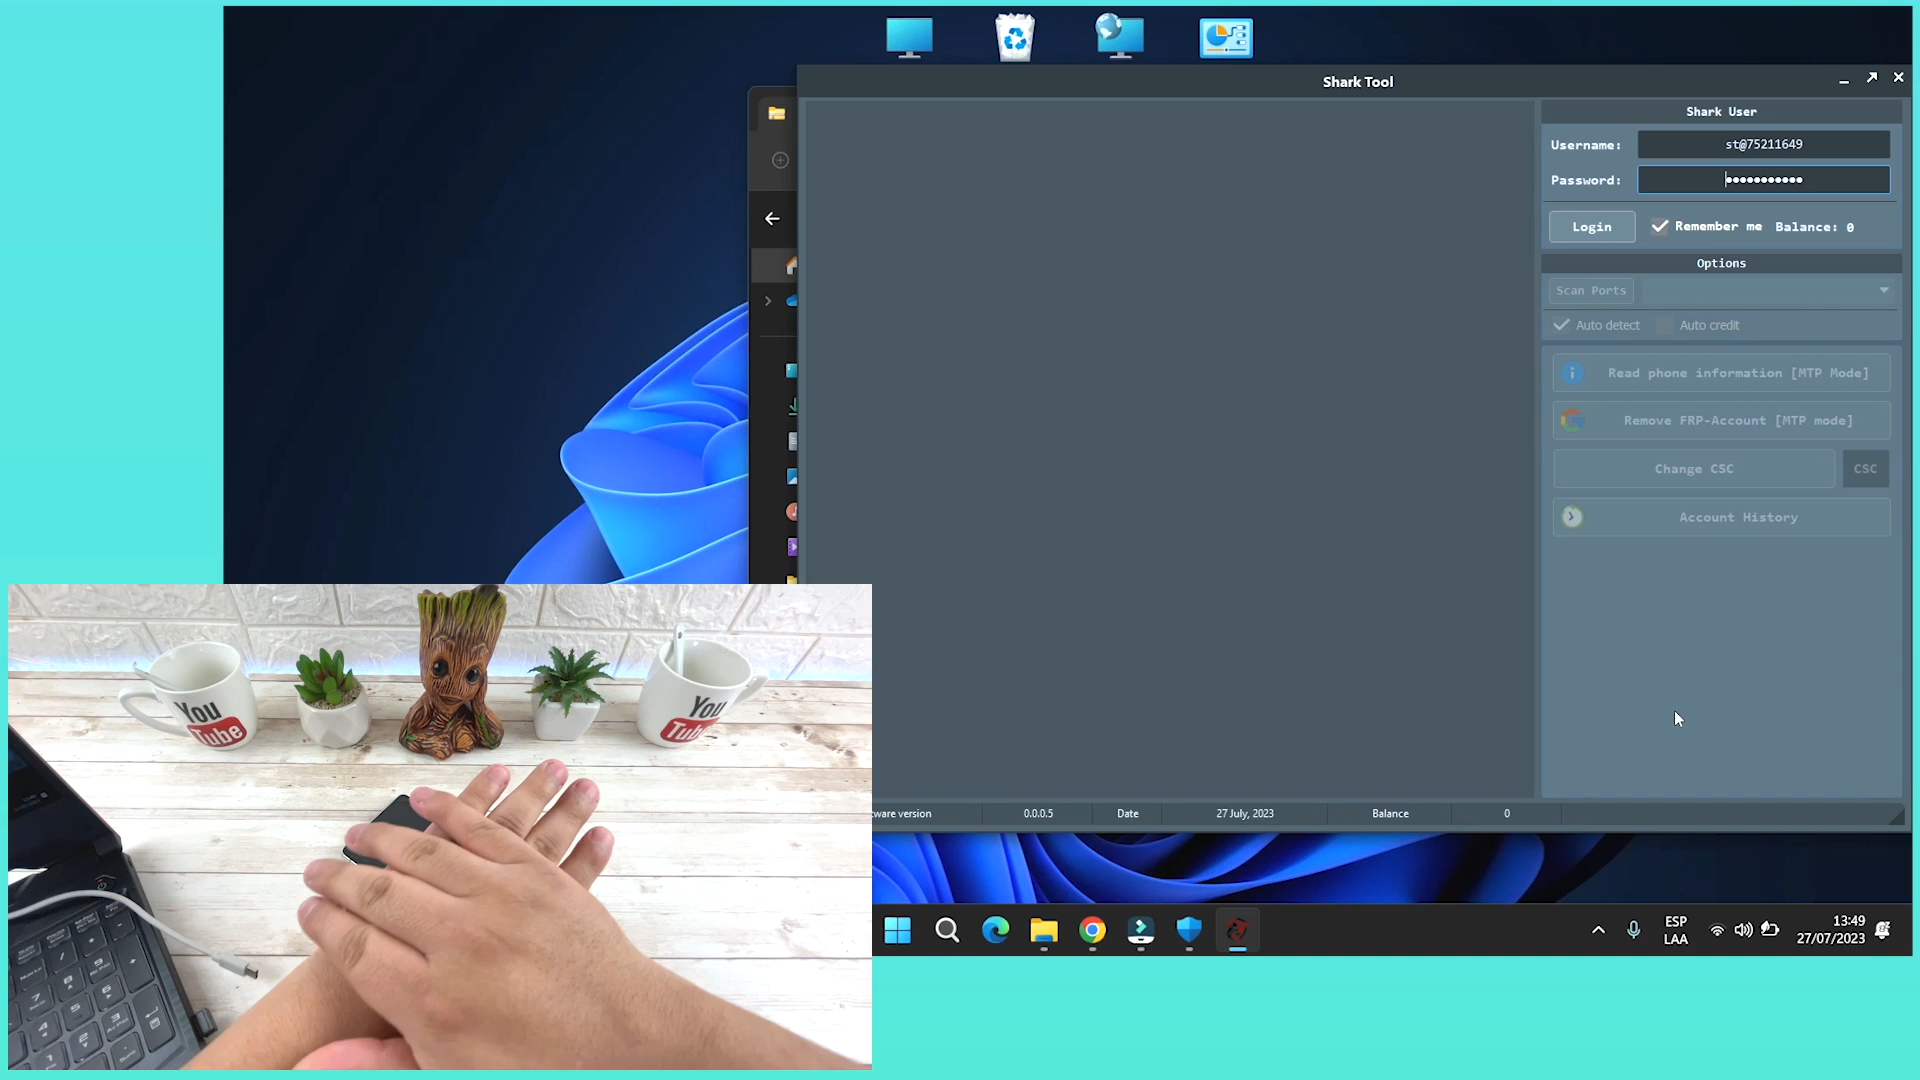 Shark Tool
Shark User
Username:
st@75211649
Password:
•••••••••••
Login
Remember me
Balance: 0
Options
Scan Ports
Auto detect
Auto credit
Read phone information [MTP Mode]
Remove FRP-Account [MTP mode]
Change CSC
CSC
Account History
tware version
0.0.0.5
Date
27 July, 2023
Balance
0
ESP
LAA
13:49
27/07/2023
You
Tube
You
Tube